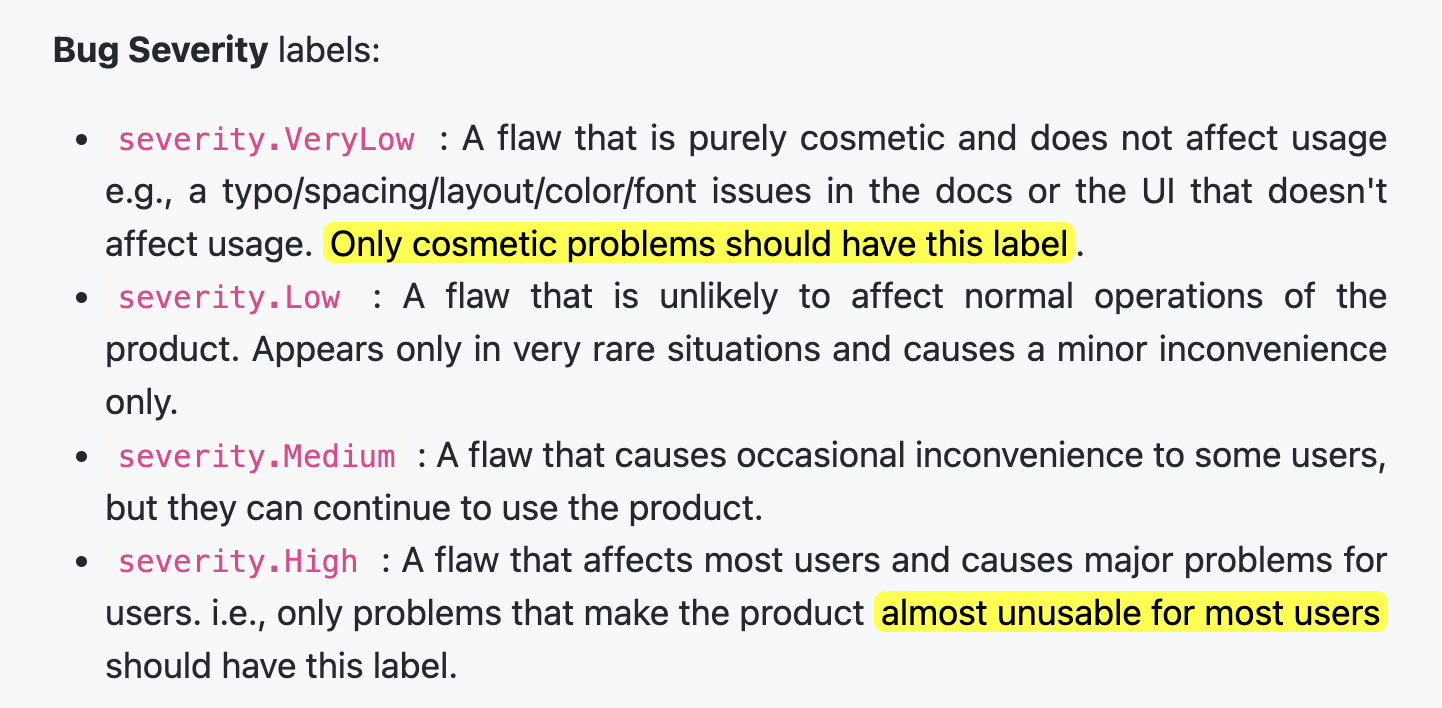 Bug Severity labels:
• severity.VeryLow : A flaw that is purely cosmetic and does not affect usage
e.g., a typo/spacing/layout/color/font issues in the docs or the UI that doesn't
affect usage. Only cosmetic problems should have this label.
• severity.Low : A flaw that is unlikely to affect normal operations of the
product. Appears only in very rare situations and causes a minor inconvenience
only.
• severity.Medium : A flaw that causes occasional inconvenience to some users,
but they can continue to use the product.
• severity.High : A flaw that affects most users and causes major problems for
users. i.e., only problems that make the product almost unusable for most users
should have this label.